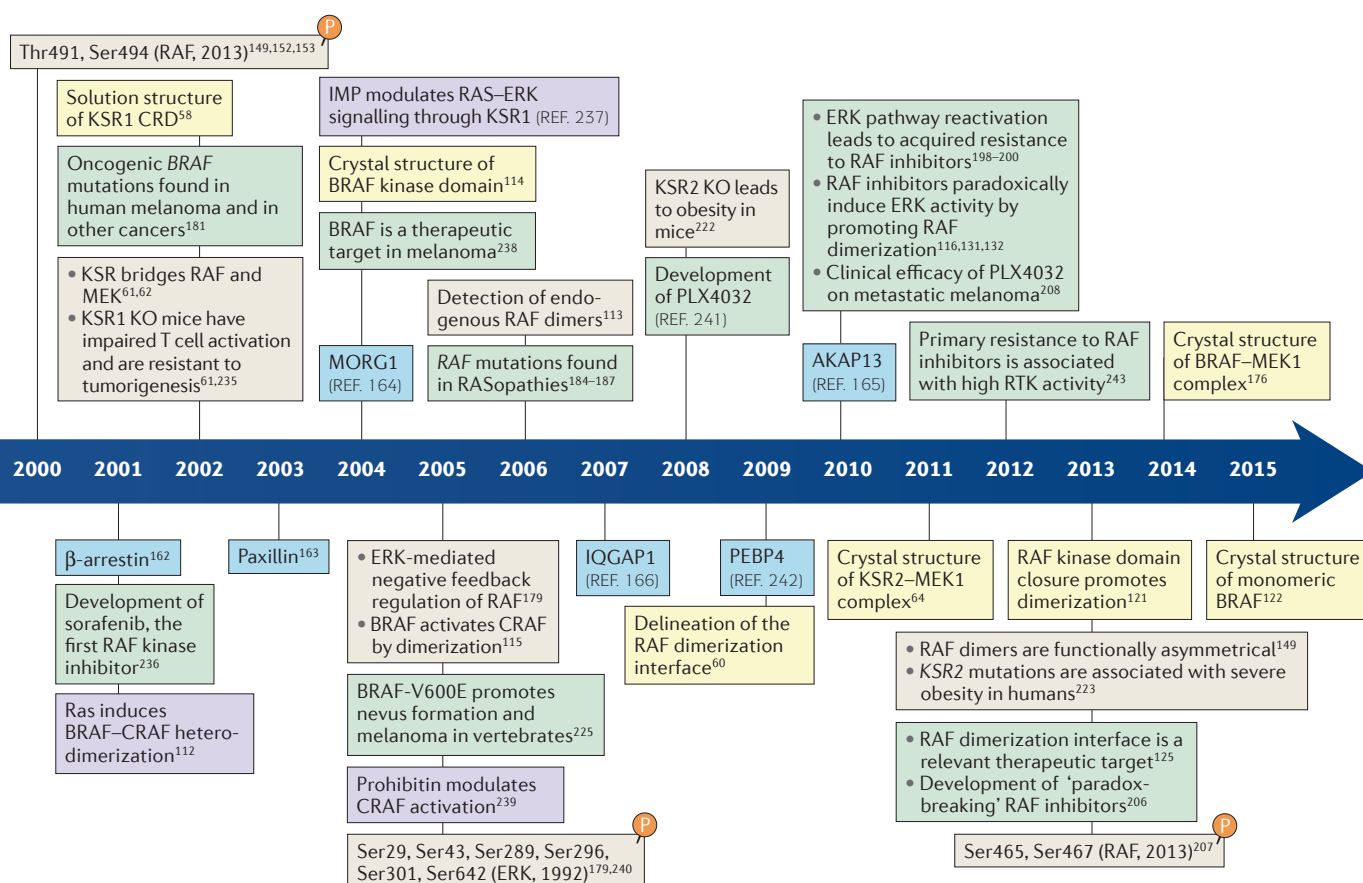 P
Thr491, Ser494 (RAF, 2013)149,152,153
Solution structure
of KSR1 CRD58
Oncogenic BRAF
mutations found in
human melanoma and in
other cancers181
• KSR bridges RAF and
MEK61,62
• KSR1 KO mice have
impaired T cell activation
and are resistant to
tumorigenesis61,235
IMP modulates RAS–ERK
signalling through KSR1 (REF. 237)
Crystal structure of
BRAF kinase domain114
BRAF is a therapeutic
target in melanoma238
MORG1
(REF. 164)
Detection of endo-
genous RAF dimers113
RAF mutations found
in RASopathies184–187
KSR2 KO leads
to obesity in
mice222
Development
of PLX4032
(REF. 241)
• ERK pathway reactivation
leads to acquired resistance
to RAF inhibitors198–200
• RAF inhibitors paradoxically
induce ERK activity by
promoting RAF
dimerization116,131,132
• Clinical efficacy of PLX4032
on metastatic melanoma208
AKAP13
(REF. 165)
Primary resistance to RAF
inhibitors is associated
with high RTK activity243
Crystal structure
of BRAF–MEK1
complex176
2000 2001 2002 2003 2004 2005 2006 2007 2008 2009 2010 2011 2012 2013 2014 2015
β-arrestin162
Development of
sorafenib, the
first RAF kinase
inhibitor236
Ras induces
BRAF–CRAF hetero-
dimerization112
Paxillin163
• ERK-mediated
negative feedback
regulation of RAF179
• BRAF activates CRAF
by dimerization115
BRAF-V600E promotes
nevus formation and
melanoma in vertebrates225
Prohibitin modulates
CRAF activation239
P
Ser29, Ser43, Ser289, Ser296,
Ser301, Ser642 (ERK, 1992)179,240
IQGAP1
(REF. 166)
PEBP4
(REF. 242)
Delineation of the
RAF dimerization
interface60
Crystal structure
of KSR2–MEK1
complex64
RAF kinase domain
closure promotes
dimerization121
Crystal structure
of monomeric
BRAF122
• RAF dimers are functionally asymmetrical149
• KSR2 mutations are associated with severe
obesity in humans223
• RAF dimerization interface is a
relevant therapeutic target125
• Development of ‘paradox-
breaking’ RAF inhibitors206
P
Ser465, Ser467 (RAF, 2013)207